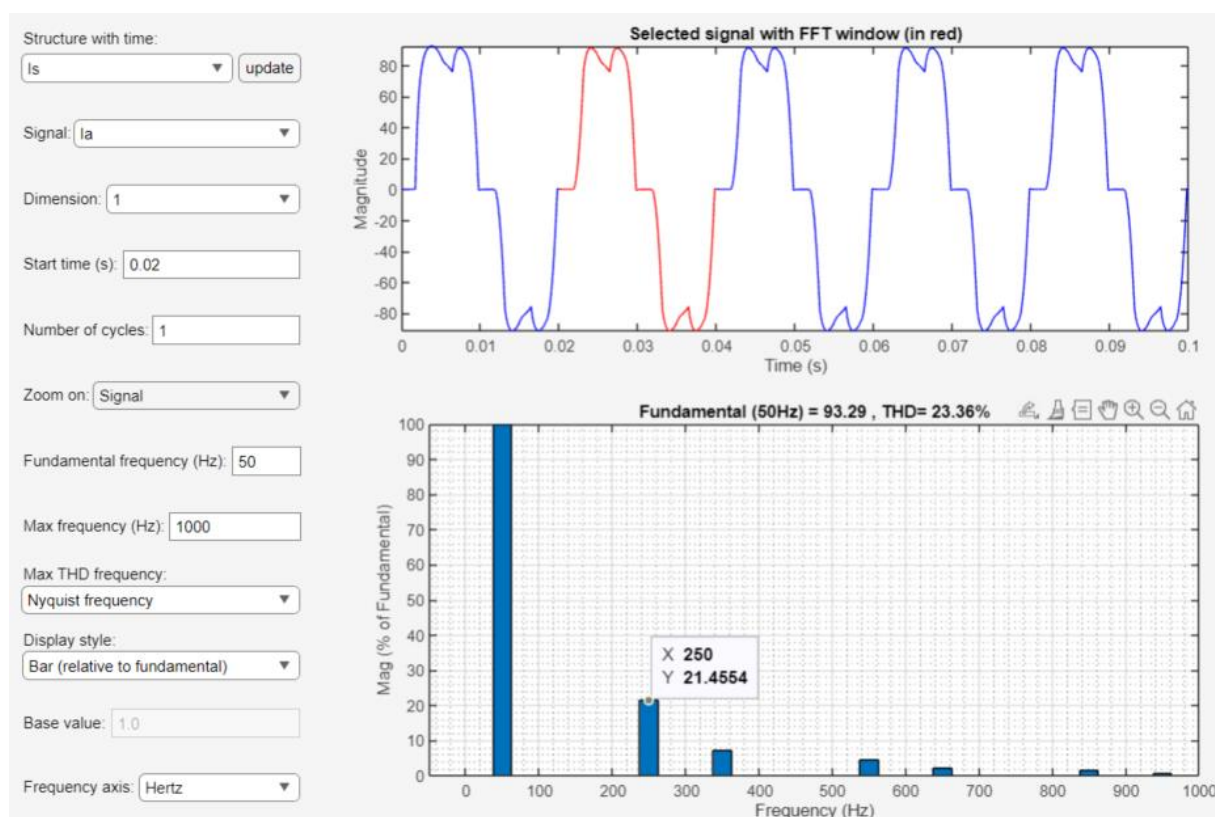 Structure with time:
Is
update
Signal: Ia
Dimension: 1
Start time (s): 0.02
Number of cycles: 1
Zoom on: Signal
Fundamental frequency (Hz): 50
Max frequency (Hz): 1000
Max THD frequency:
Nyquist frequency
Display style:
Bar (relative to fundamental)
Base value: 1.0
Frequency axis: Hertz
Selected signal with FFT window (in red)
80
60
40
20
0
-20
-40
-60
-80
Magnitude
0 0.01 0.02 0.03 0.04 0.05 0.06 0.07 0.08 0.09 0.1
Time (s)
Fundamental (50Hz) = 93.29 , THD= 23.36%
100
90
80
70
60
50
40
30
20
10
0
Mag (% of Fundamental)
X 250
Y 21.4554
0 100 200 300 400 500 600 700 800 900 1000
Frequency (Hz)